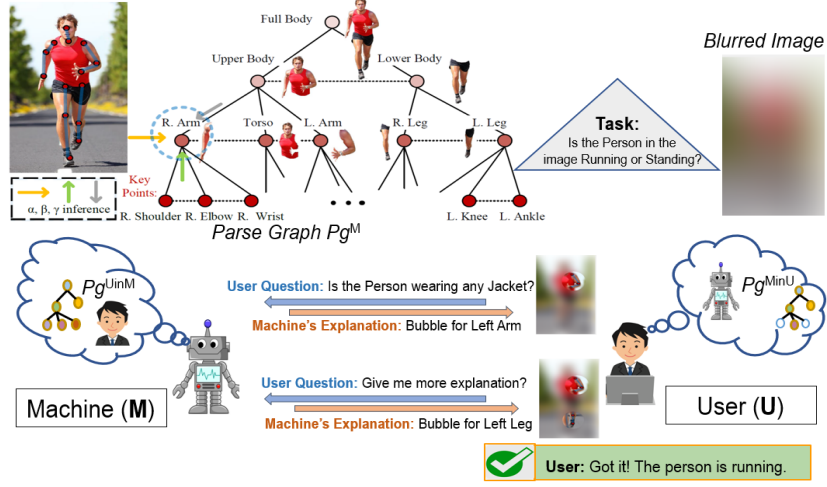 Full Body
Blurred Image
Upper Body
Lower Body
R. Arm
Torso
L. Arm
R. Leg
L. Leg
Task:
Is the Person in the
image Running or Standing?
α, β, γ inference
Key
Points:
R. Shoulder R. Elbow R. Wrist
...
L. Knee L. Ankle
Parse Graph Pg^M
Pg^UinM
User Question: Is the Person wearing any Jacket?
Machine's Explanation: Bubble for Left Arm
Pg^MinU
User Question: Give me more explanation?
Machine's Explanation: Bubble for Left Leg
Machine (M)
User (U)
User: Got it! The person is running.